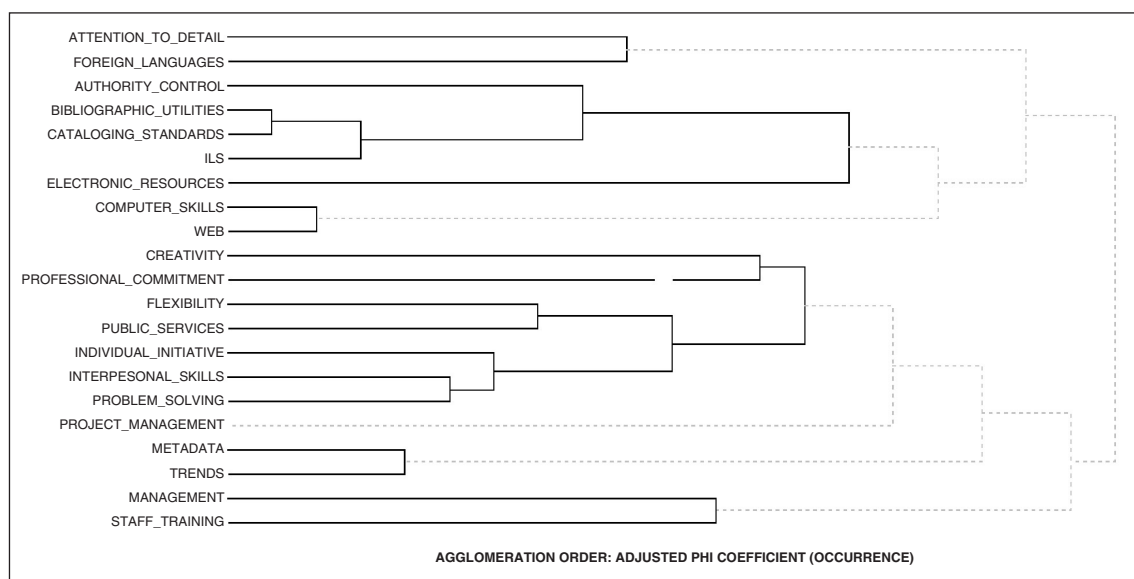 ATTENTION_TO_DETAIL
FOREIGN_LANGUAGES
AUTHORITY_CONTROL
BIBLIOGRAPHIC_UTILITIES
CATALOGING_STANDARDS
ILS
ELECTRONIC_RESOURCES
COMPUTER_SKILLS
WEB
CREATIVITY
PROFESSIONAL_COMMITMENT
FLEXIBILITY
PUBLIC_SERVICES
INDIVIDUAL_INITIATIVE
INTERPESONAL_SKILLS
PROBLEM_SOLVING
PROJECT_MANAGEMENT
METADATA
TRENDS
MANAGEMENT
STAFF_TRAINING
AGGLOMERATION ORDER: ADJUSTED PHI COEFFICIENT (OCCURRENCE)